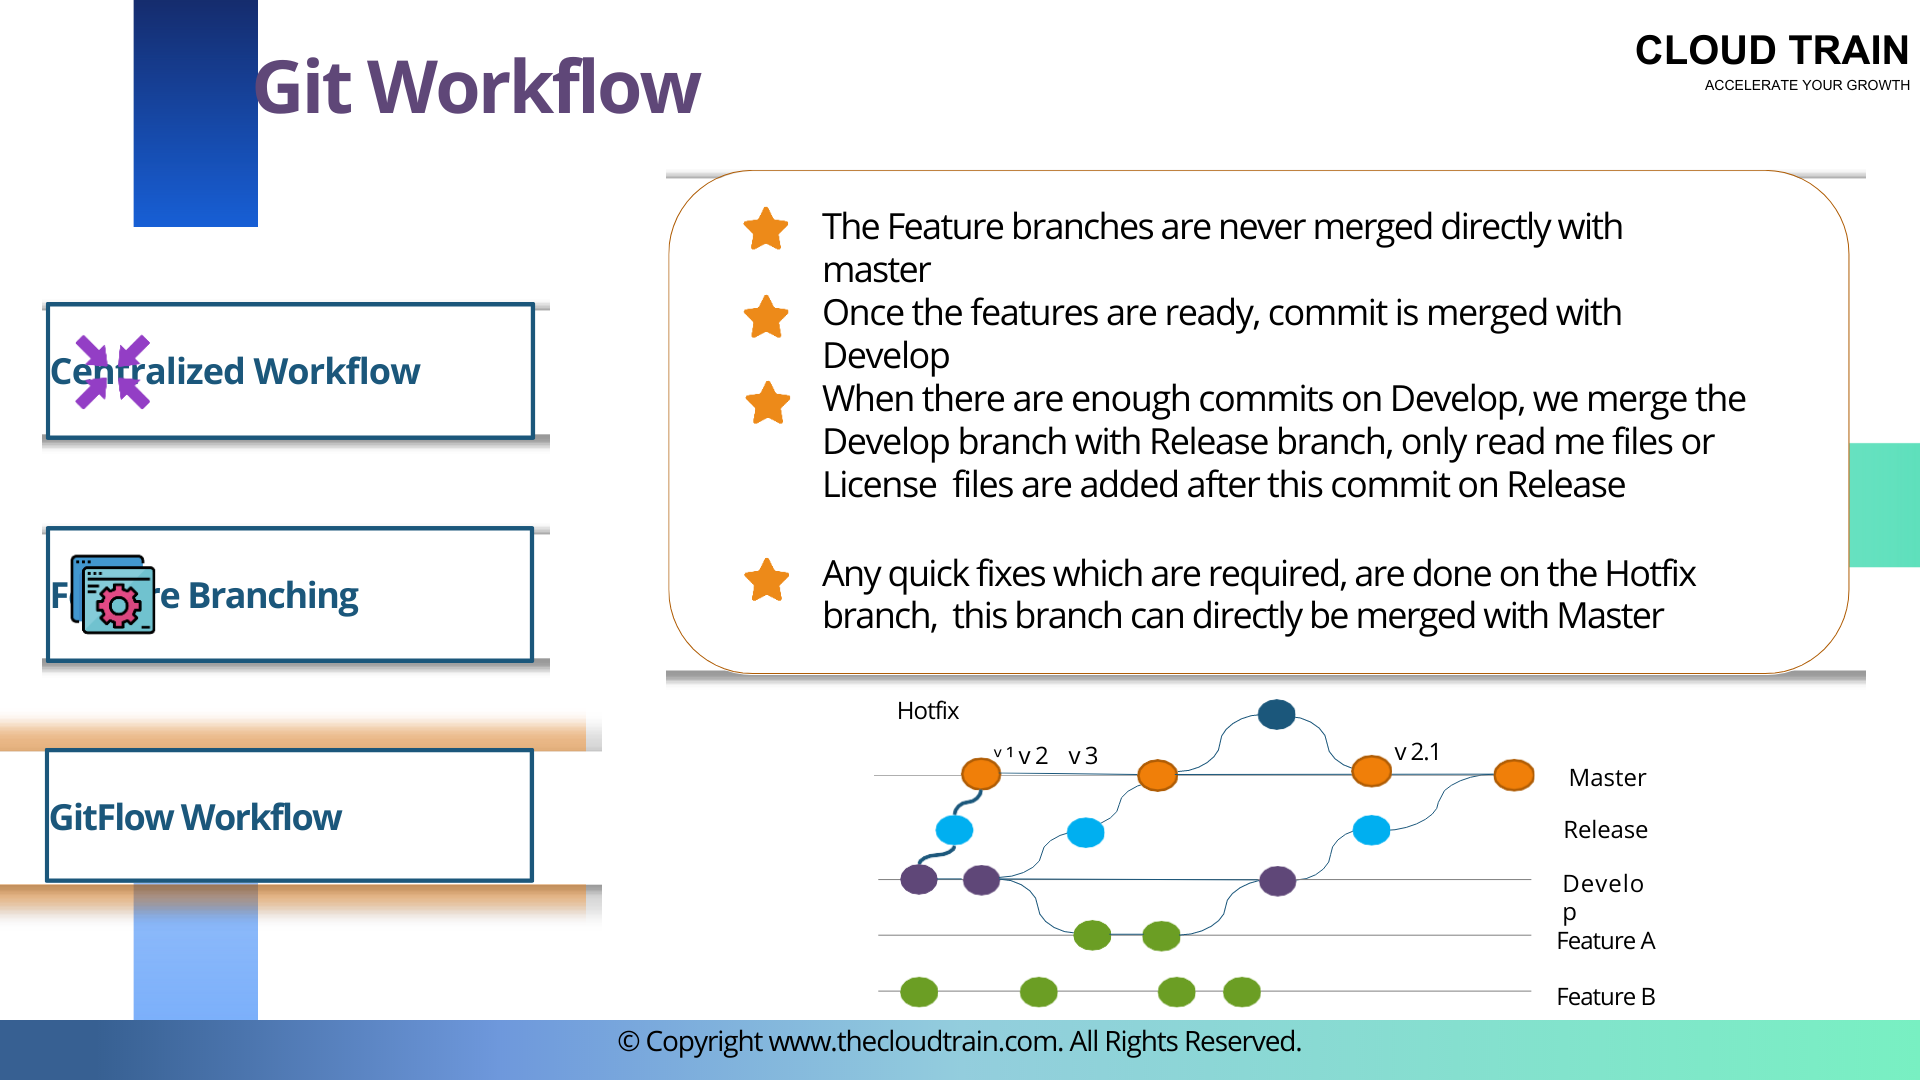 Git Workflow
CLOUD TRAIN
ACCELERATE YOUR GROWTH
The Feature branches are never merged directly with
master
Once the features are ready, commit is merged with
Develop
When there are enough commits on Develop, we merge the
Develop branch with Release branch, only read me files or
License files are added after this commit on Release
Any quick fixes which are required, are done on the Hotfix
branch, this branch can directly be merged with Master
Centralized Workflow
Feature Branching
GitFlow Workflow
Hotfix
v 1 v 2 v 3
v 2.1
Master
Release
Develo
p
Feature A
Feature B
© Copyright www.thecloudtrain.com. All Rights Reserved.